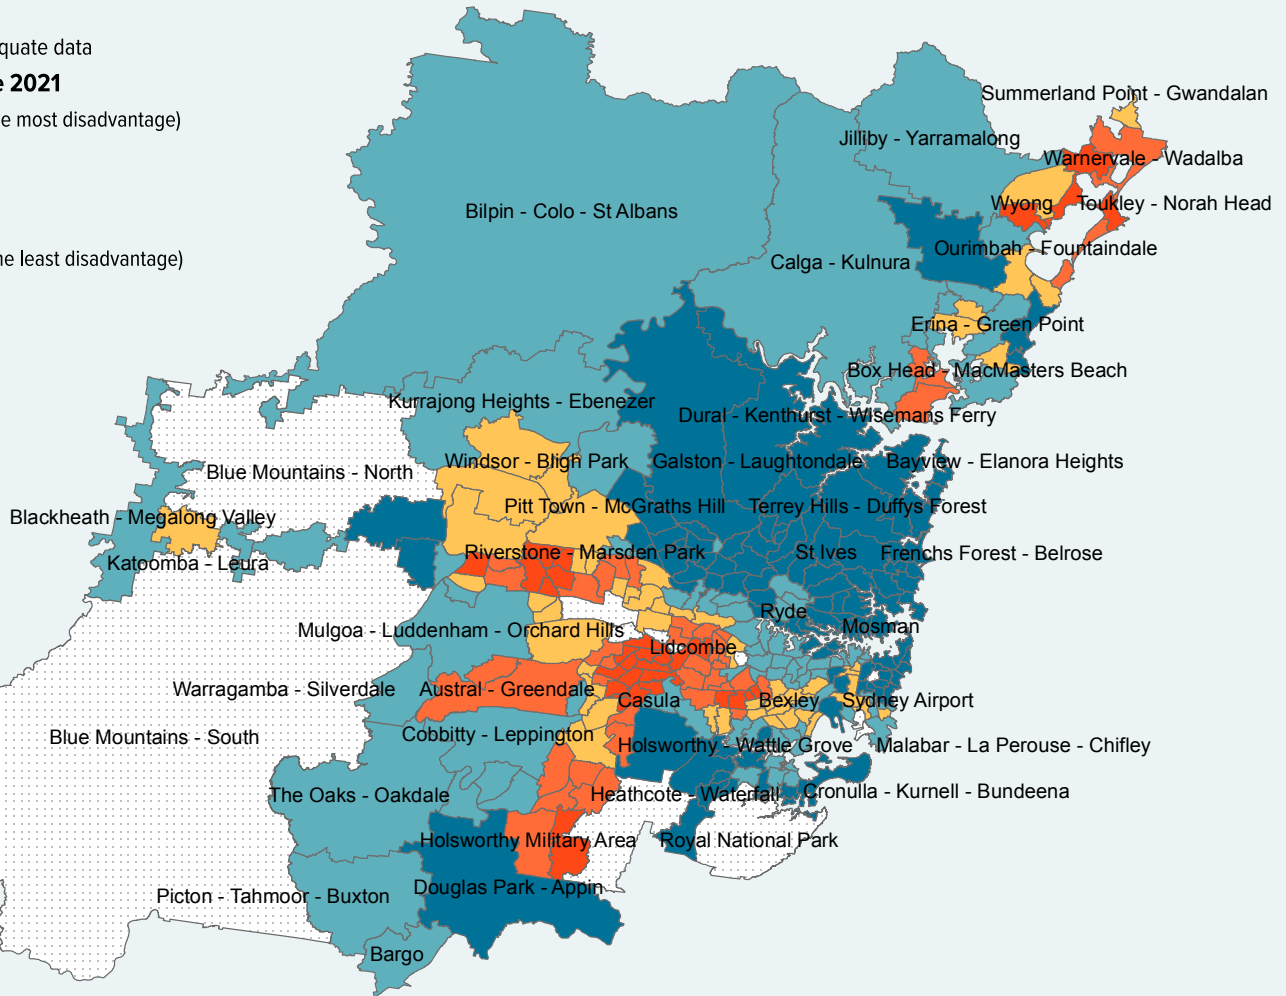 quate data
e 2021
e most disadvantage)
ne least disadvantage)
Summerland Point - Gwandalan
Jilliby - Yarramalong
Warnervale - Wadalba
Wyong
Toukley - Norah Head
Bilpin - Colo - St Albans
Ourimbah - Fountaindale
Calga - Kulnura
Erina - Green Point
Box Head - MacMasters Beach
Kurrajong Heights - Ebenezer
Dural - Kenthurst - Wisemans Ferry
Windsor - Bligh Park
Galston - Laughtondale
Bayview - Elanora Heights
Blue Mountains - North
Pitt Town - McGraths Hill
Terrey Hills - Duffys Forest
Blackheath - Megalong Valley
Riverstone - Marsden Park
St Ives
Frenchs Forest - Belrose
Katoomba - Leura
Ryde
Mosman
Mulgoa - Luddenham - Orchard Hills
Lidcombe
Warragamba - Silverdale
Austral - Greendale
Casula
Bexley
Sydney Airport
Blue Mountains - South
Cobbitty - Leppington
Holsworthy - Wattle Grove
Malabar - La Perouse - Chifley
The Oaks - Oakdale
Heathcote - Waterfall
Cronulla - Kurnell - Bundeena
Holsworthy Military Area
Royal National Park
Douglas Park - Appin
Picton - Tahmoor - Buxton
Bargo